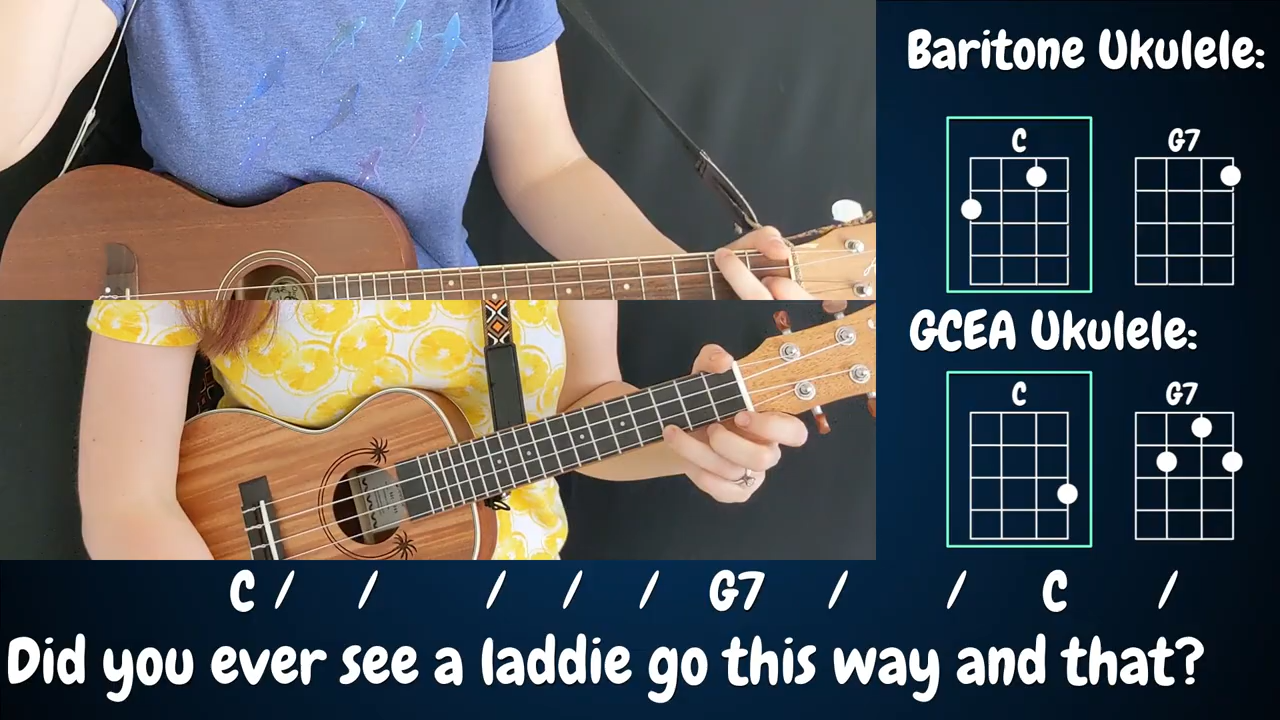 Baritone Ukulele:
C G7
GCEA Ukulele:
C G7
C / / / / / G7 / / C /
Did you ever see a laddie go this way and that?